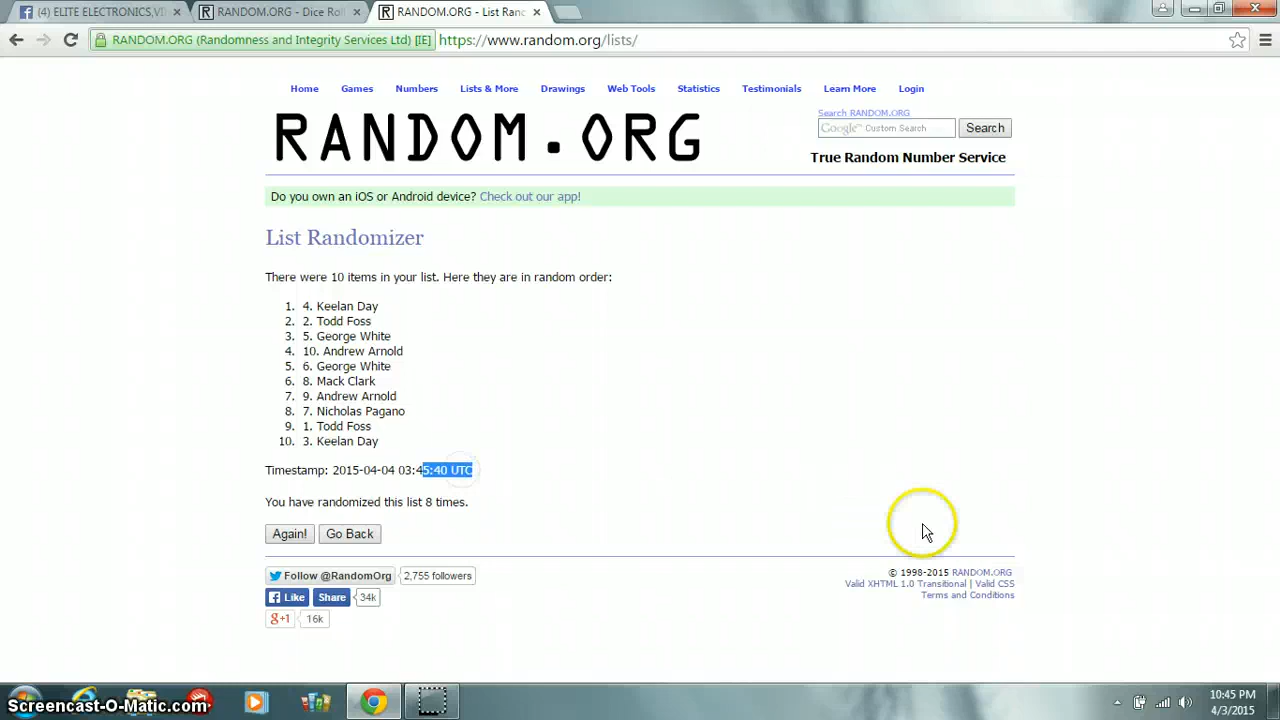 (4) ELITE ELECTRONICS,VI
RANDOM.ORG - Dice Roll
RANDOM.ORG - List Ranc
RANDOM.ORG (Randomness and Integrity Services Ltd) [IE]
https://www.random.org/lists/
Home Games Numbers Lists & More Drawings Web Tools Statistics Testimonials Learn More Login
RANDOM.ORG
Search RANDOM.ORG
Google™ Custom Search
Search
True Random Number Service
Do you own an iOS or Android device? Check out our app!
List Randomizer
There were 10 items in your list. Here they are in random order:
1. 4. Keelan Day
2. 2. Todd Foss
3. 5. George White
4. 10. Andrew Arnold
5. 6. George White
6. 8. Mack Clark
7. 9. Andrew Arnold
8. 7. Nicholas Pagano
9. 1. Todd Foss
10. 3. Keelan Day
Timestamp: 2015-04-04 03:45:40 UTC
You have randomized this list 8 times.
Again! Go Back
Follow @RandomOrg 2,755 followers
Like Share 34k
g+1 16k
© 1998-2015 RANDOM.ORG
Valid XHTML 1.0 Transitional | Valid CSS
Terms and Conditions
Screencast-O-Matic.com
10:45 PM
4/3/2015